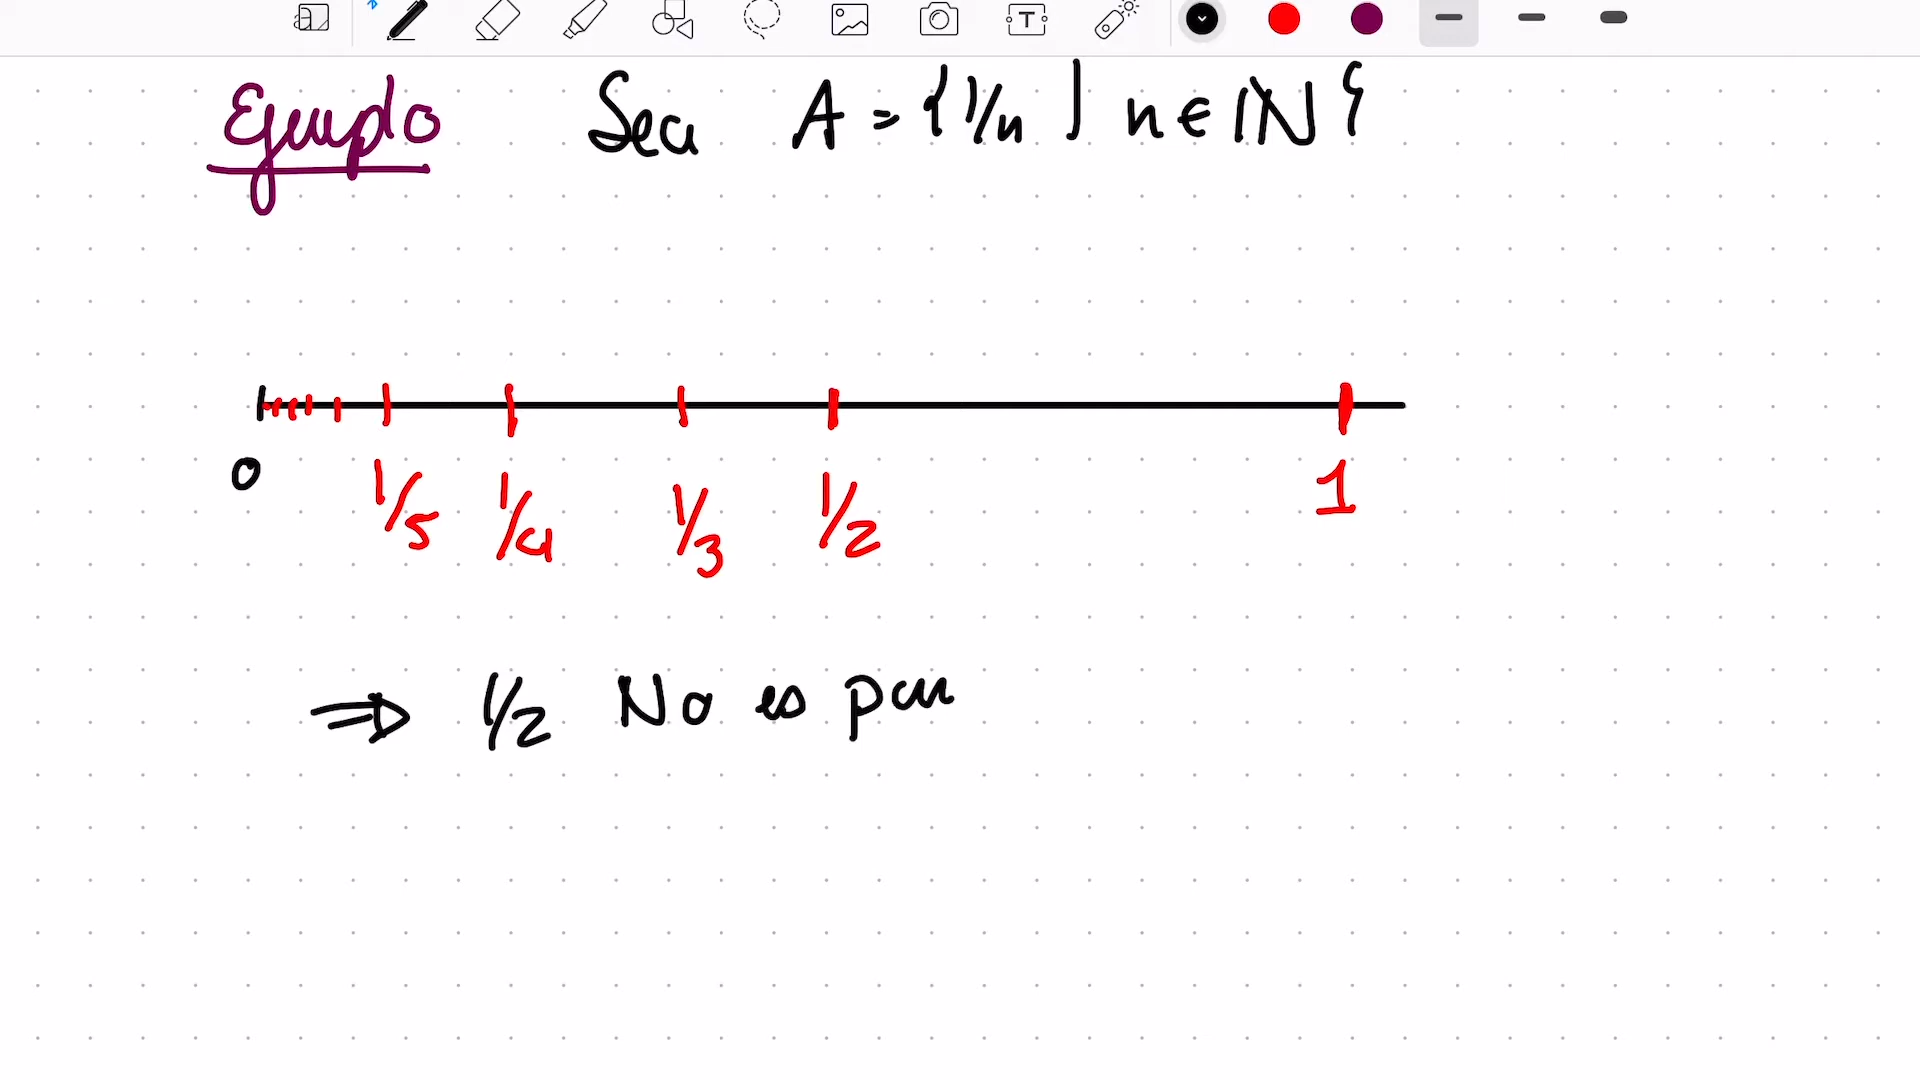 Ejemplo Sea A = { 1/n | n ∈ ℕ }
0 1/5 1/4 1/3 1/2 1
⇒ 1/2 No es pun